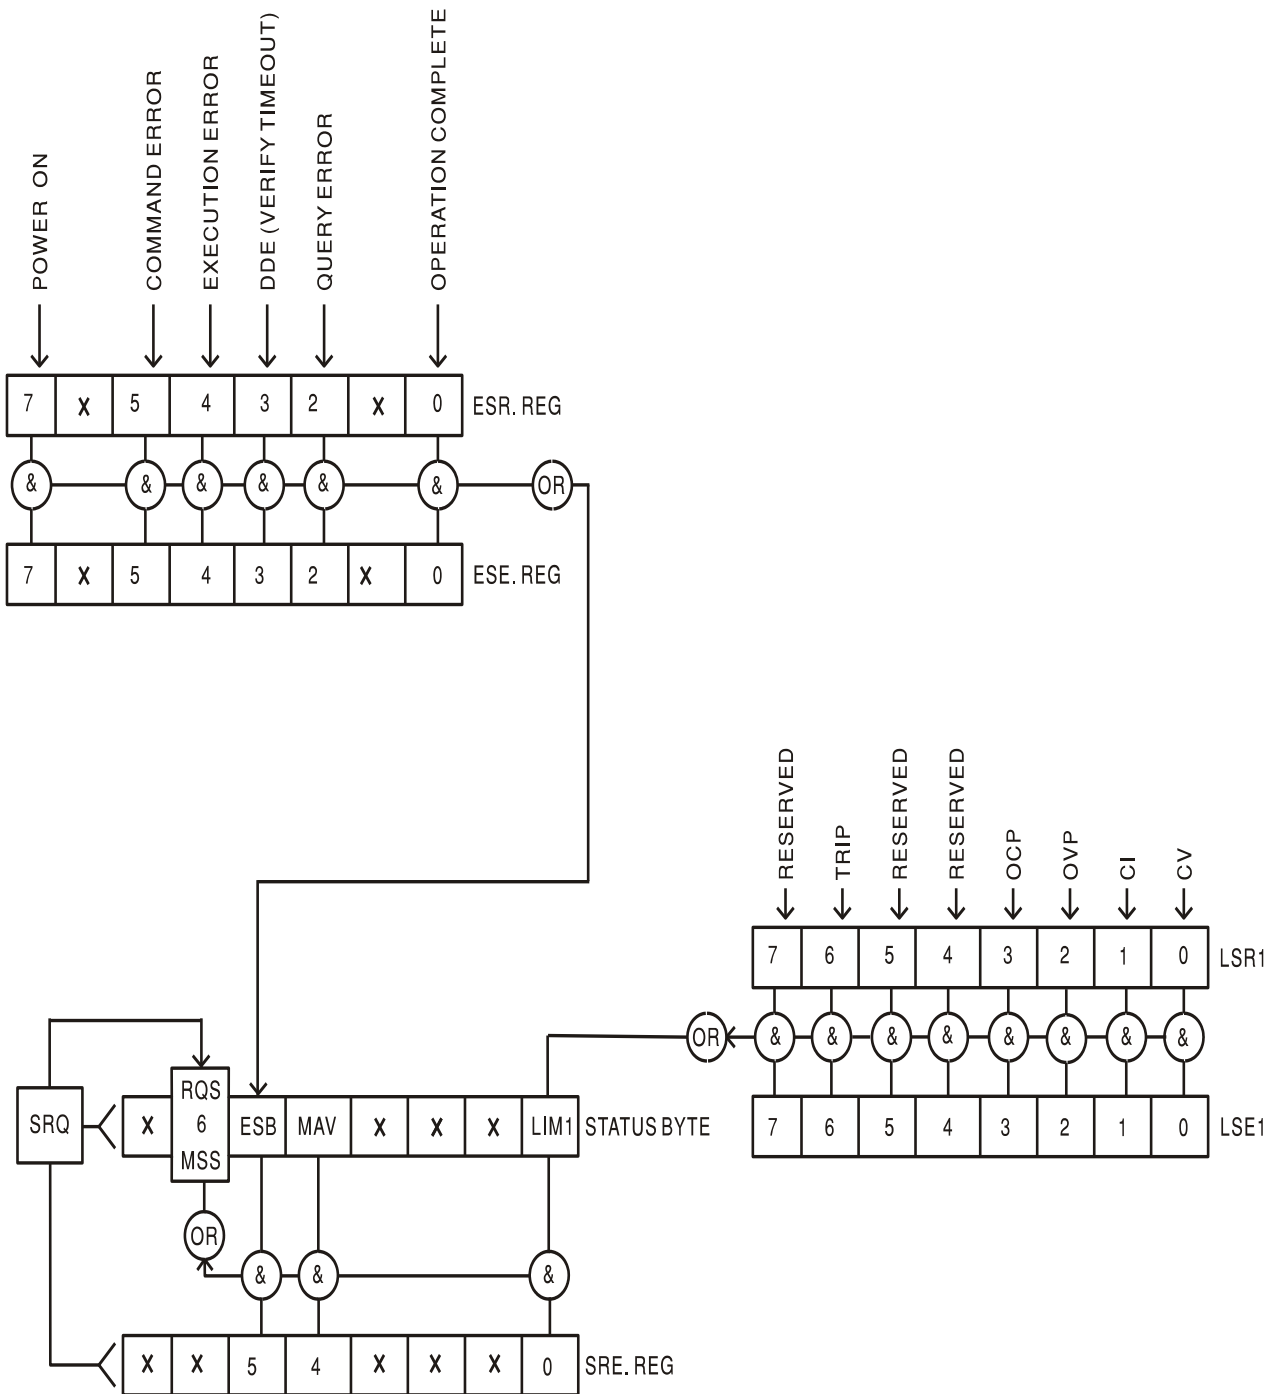 POWER ON
COMMAND ERROR
EXECUTION ERROR
DDE (VERIFY TIMEOUT)
QUERY ERROR
OPERATION COMPLETE
7 X 5 4 3 2 X 0 ESR. REG
& & & & & & OR
7 X 5 4 3 2 X 0 ESE. REG
RESERVED
TRIP
RESERVED
RESERVED
OCP
OVP
CI
CV
7 6 5 4 3 2 1 0 LSR1
OR & & & & & & & &
7 6 5 4 3 2 1 0 LSE1
SRQ
X RQS 6 MSS ESB MAV X X X LIM1 STATUS BYTE
OR
& & &
X X 5 4 X X X 0 SRE. REG